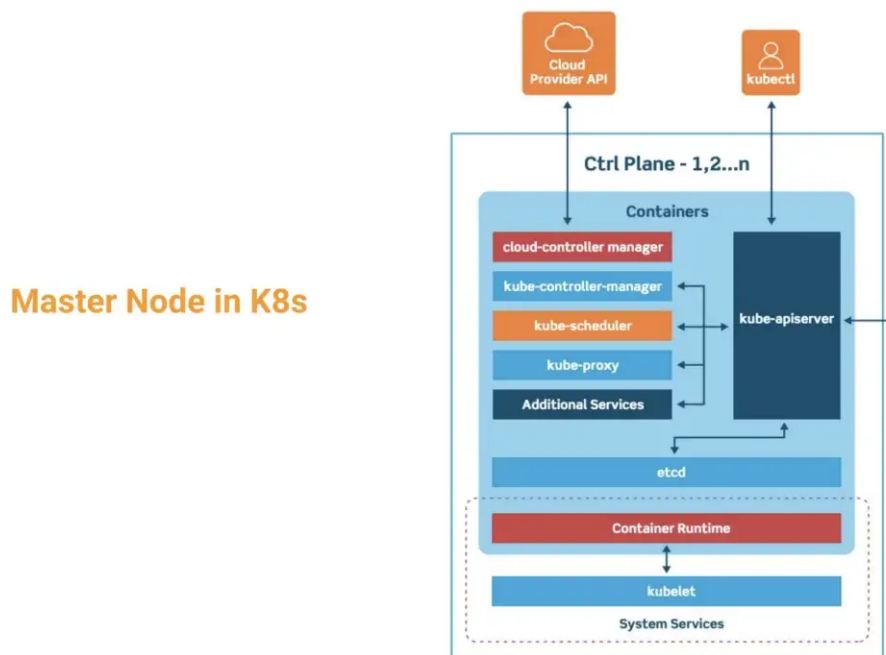 Cloud
Provider API
kubectl
Ctrl Plane - 1,2...n
Containers
cloud-controller manager
kube-controller-manager
kube-scheduler
kube-proxy
Additional Services
kube-apiserver
etcd
Container Runtime
kubelet
System Services
Master Node in K8s